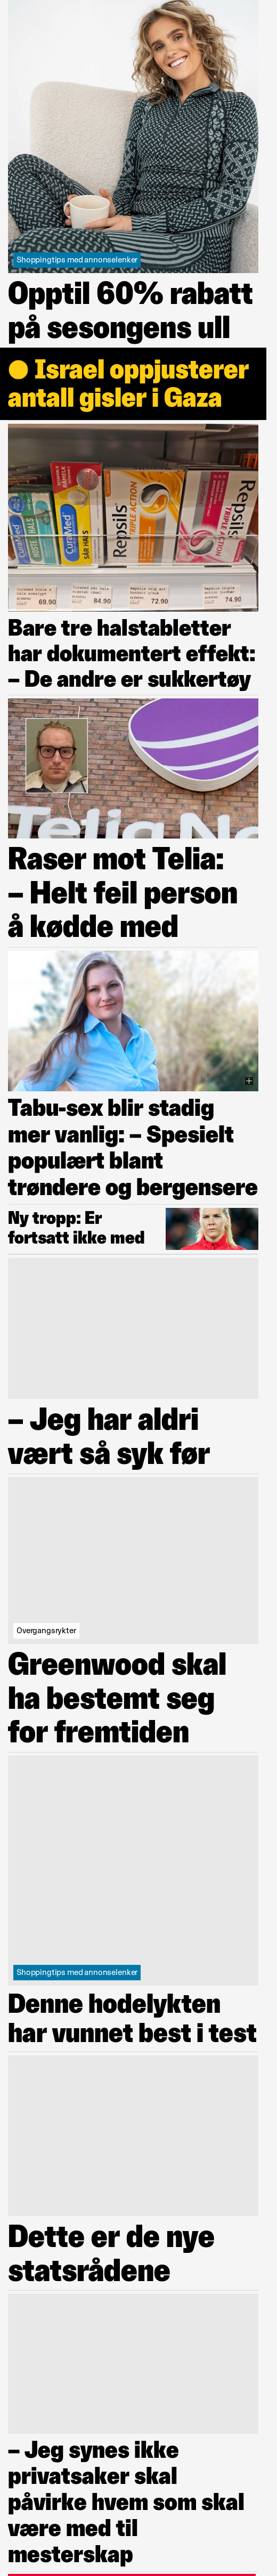 Shoppingtips med annonselenker
Opptil 60% rabatt
på sesongens ull
Israel oppjusterer
antall gisler i Gaza
CuraMed
HOSTE
CuraMed
SÅR HALS
Repsils
TRIPLE ACTION
Repsils
TRIPLE ACTION
69.90
84.90
72.90
74.90
Bare tre halstabletter
har dokumentert effekt:
– De andre er sukkertøy
Telia No
Raser mot Telia:
– Helt feil person
å kødde med
Tabu-sex blir stadig
mer vanlig: – Spesielt
populært blant
trøndere og bergensere
Ny tropp: Er
fortsatt ikke med
– Jeg har aldri
vært så syk før
Overgangsrykter
Greenwood skal
ha bestemt seg
for fremtiden
Shoppingtips med annonselenker
Denne hodelykten
har vunnet best i test
Dette er de nye
statsrådene
– Jeg synes ikke
privatsaker skal
påvirke hvem som skal
være med til
mesterskap